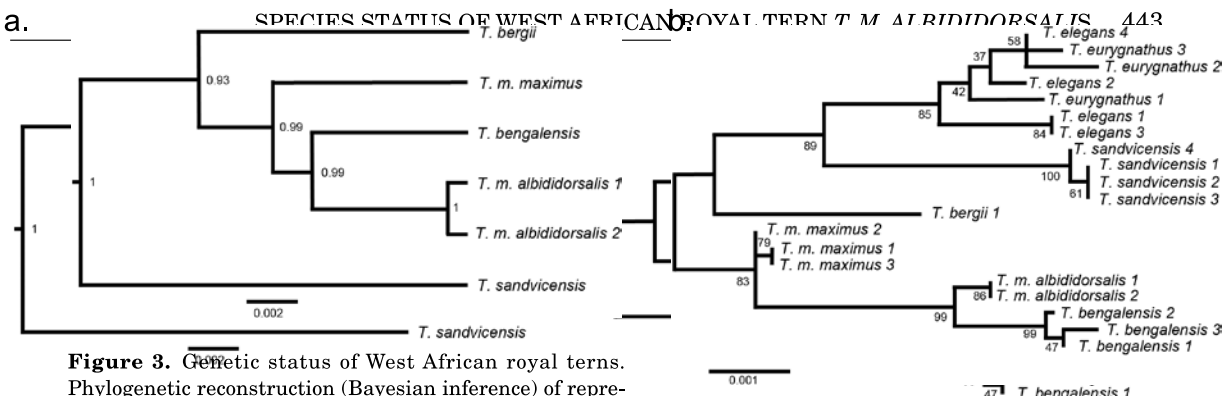 a.
SPECIES STATUS OF WEST AFRICAN ROYAL TERN T. M. ALBIDIDORSALIS 443
b.
T. bergii
0.93
T. m. maximus
0.99
T. bengalensis
0.99
T. m. albididorsalis 1
1
1
T. m. albididorsalis 2
1
T. sandvicensis
0.002
T. sandvicensis
0.002
Figure 3. Genetic status of West African royal terns.
Phylogenetic reconstruction (Bayesian inference) of repre-
T. elegans 4
58
T. eurygnathus 3
37
T. eurygnathus 2
T. elegans 2
42
T. eurygnathus 1
85
T. elegans 1
84
T. elegans 3
89
T. sandvicensis 4
T. sandvicensis 1
100
T. sandvicensis 2
61
T. sandvicensis 3
T. bergii 1
T. m. maximus 2
79
T. m. maximus 1
T. m. maximus 3
83
T. m. albididorsalis 1
86
T. m. albididorsalis 2
99
T. bengalensis 2
99
T. bengalensis 3
47
T. bengalensis 1
0.001
47
T. bengalensis 1